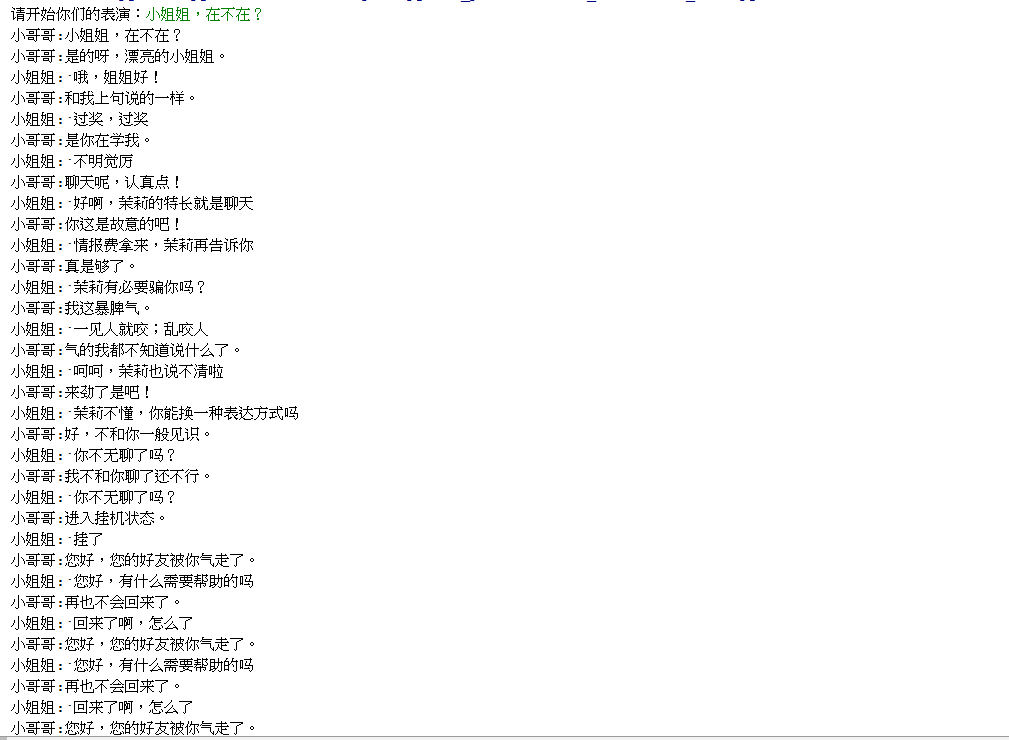 请开始你们的表演：小姐姐，在不在？
小哥哥:小姐姐，在不在？
小哥哥:是的呀，漂亮的小姐姐。
小姐姐：哦，姐姐好！
小哥哥:和我上句说的一样。
小姐姐：过奖，过奖
小哥哥:是你在学我。
小姐姐：不明觉厉
小哥哥:聊天呢，认真点！
小姐姐：好啊，茉莉的特长就是聊天
小哥哥:你这是故意的吧！
小姐姐：情报费拿来，茉莉再告诉你
小哥哥:真是够了。
小姐姐：茉莉有必要骗你吗？
小哥哥:我这暴脾气。
小姐姐：一见人就咬；乱咬人
小哥哥:气的我都不知道说什么了。
小姐姐：呵呵，茉莉也说不清啦
小哥哥:来劲了是吧！
小姐姐：茉莉不懂，你能换一种表达方式吗
小哥哥:好，不和你一般见识。
小姐姐：你不无聊了吗？
小哥哥:我不和你聊了还不行。
小姐姐：你不无聊了吗？
小哥哥:进入挂机状态。
小姐姐：挂了
小哥哥:您好，您的好友被你气走了。
小姐姐：您好，有什么需要帮助的吗
小哥哥:再也不会回来了。
小姐姐：回来了啊，怎么了
小哥哥:您好，您的好友被你气走了。
小姐姐：您好，有什么需要帮助的吗
小哥哥:再也不会回来了。
小姐姐：回来了啊，怎么了
小哥哥:您好，您的好友被你气走了。